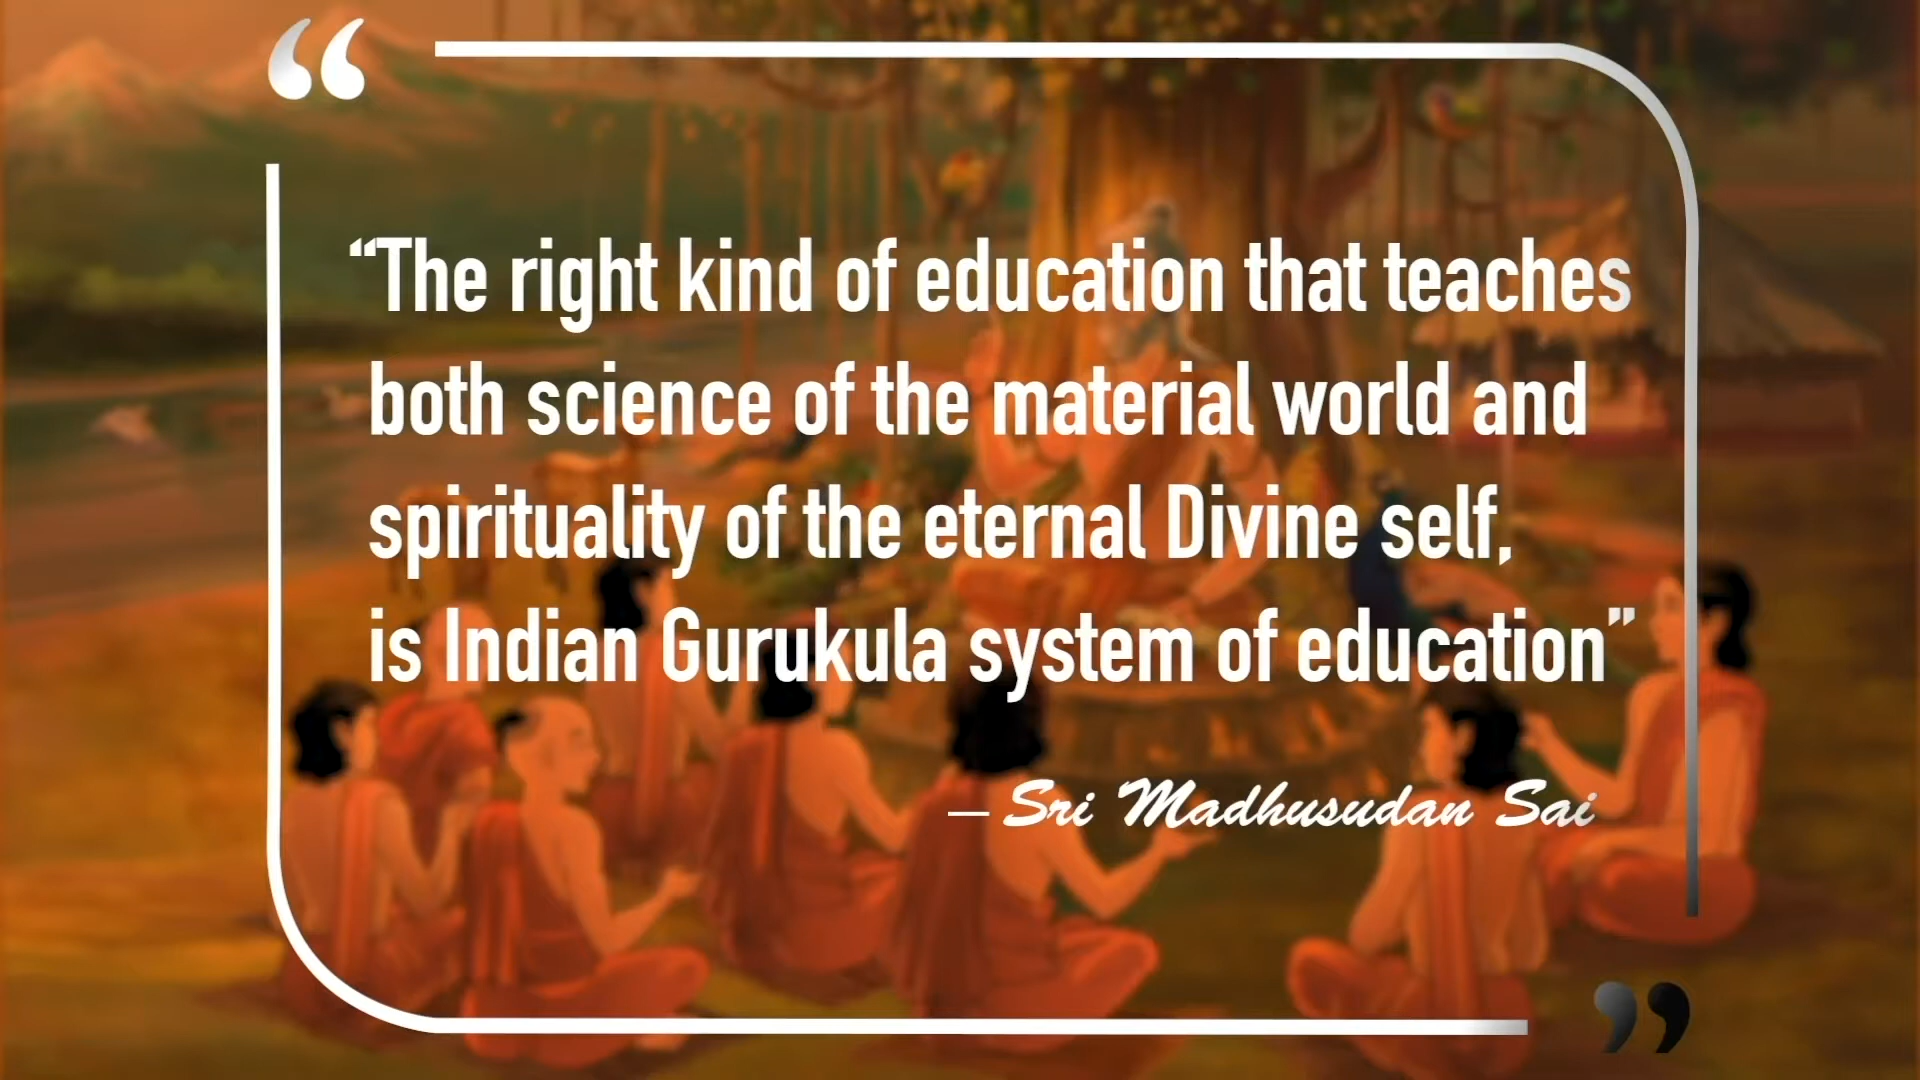 “The right kind of education that teaches
both science of the material world and
spirituality of the eternal Divine self,
is Indian Gurukula system of education”
– Sri Madhusudan Sai